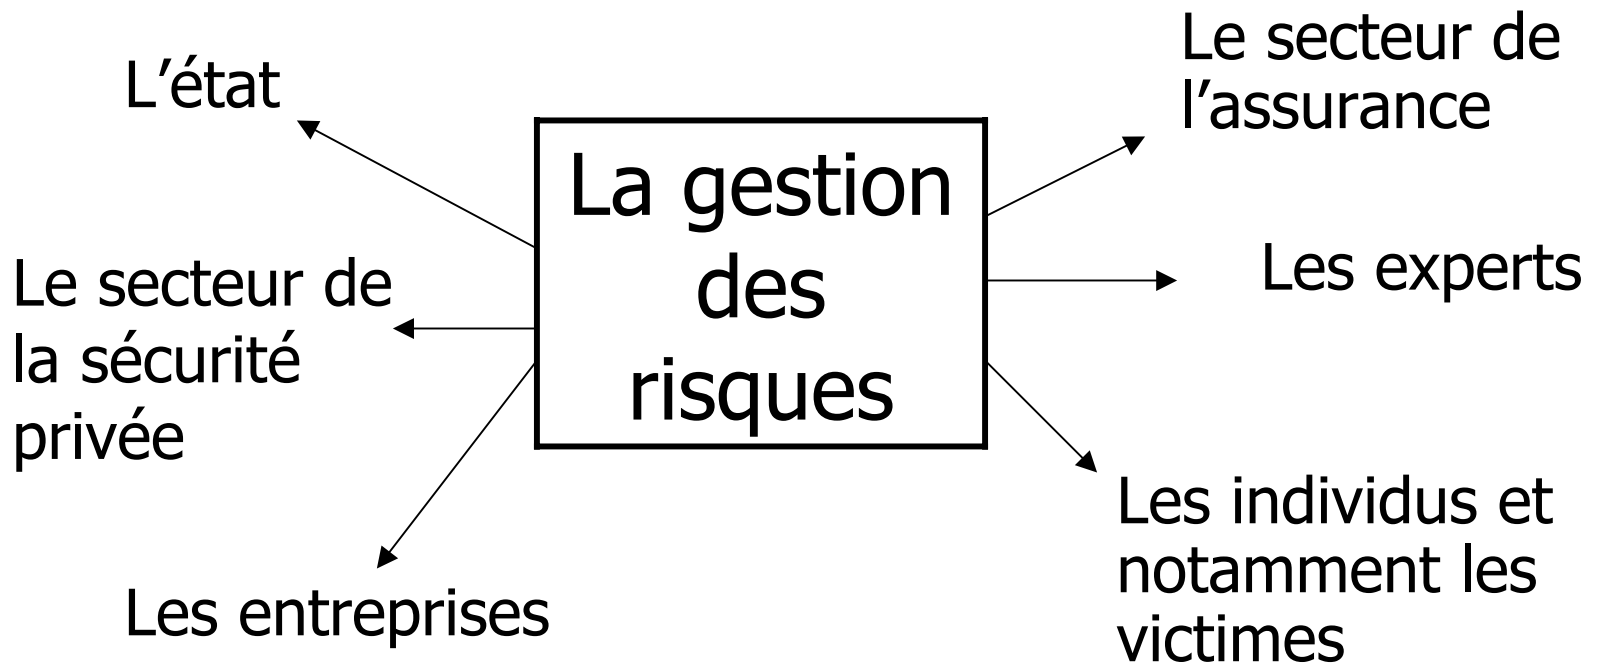 L’état
Le secteur de
la sécurité
privée
Les entreprises
La gestion
des
risques
Le secteur de
l’assurance
Les experts
Les individus et
notamment les
victimes